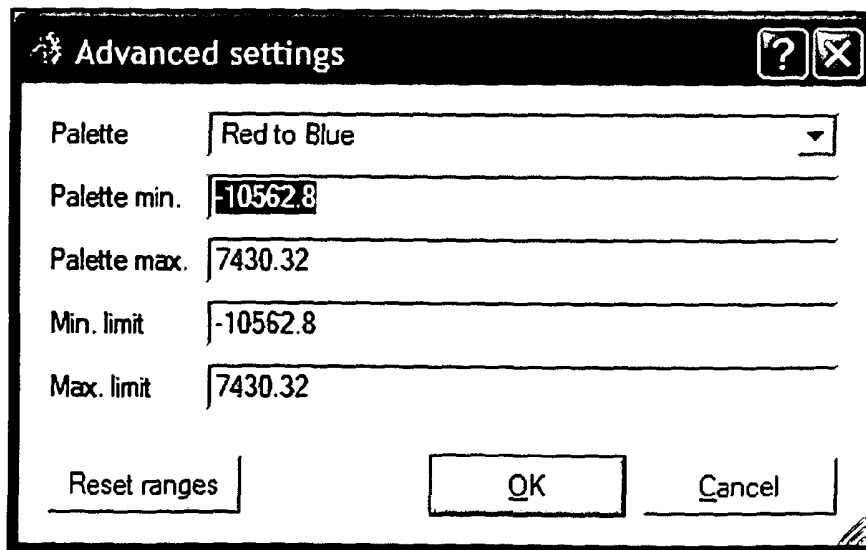 Advanced settings
Palette Red to Blue
Palette min. -10562.8
Palette max. 7430.32
Min. limit -10562.8
Max. limit 7430.32
Reset ranges OK Cancel